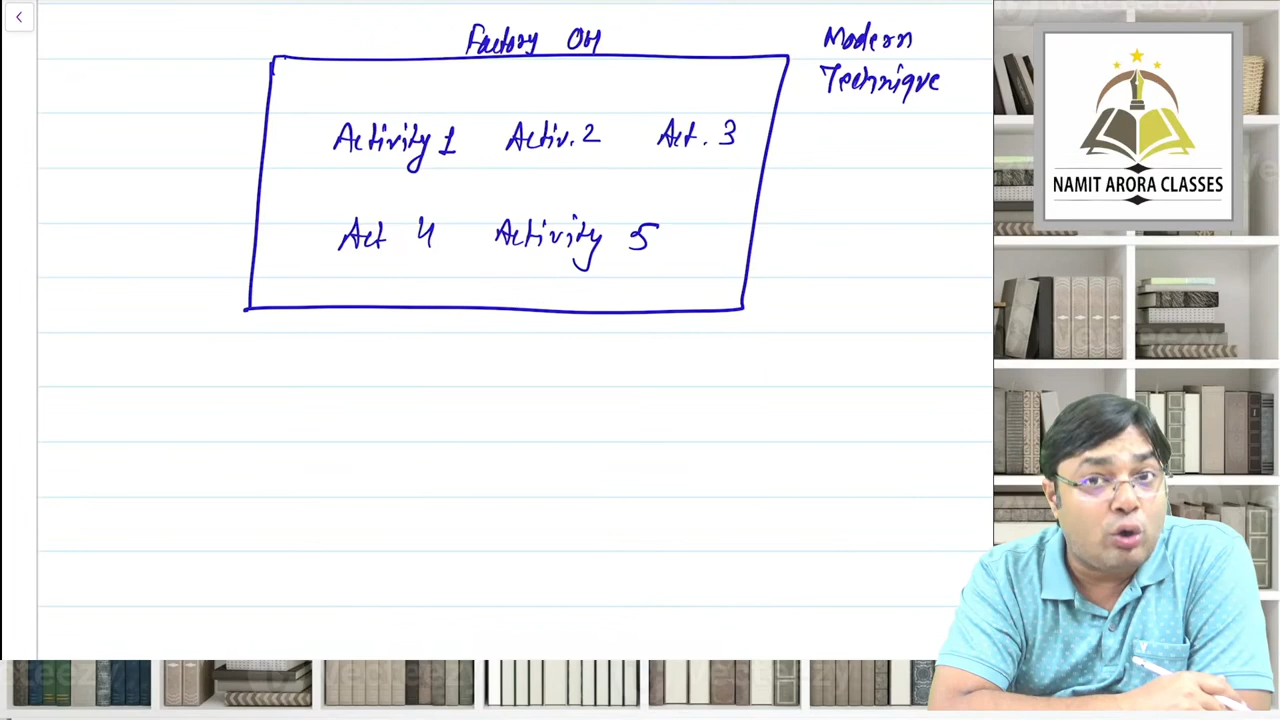 Factory OH
Modern
Technique
Activity 1 Activ. 2 Act. 3
Act 4 Activity 5
NAMIT ARORA CLASSES